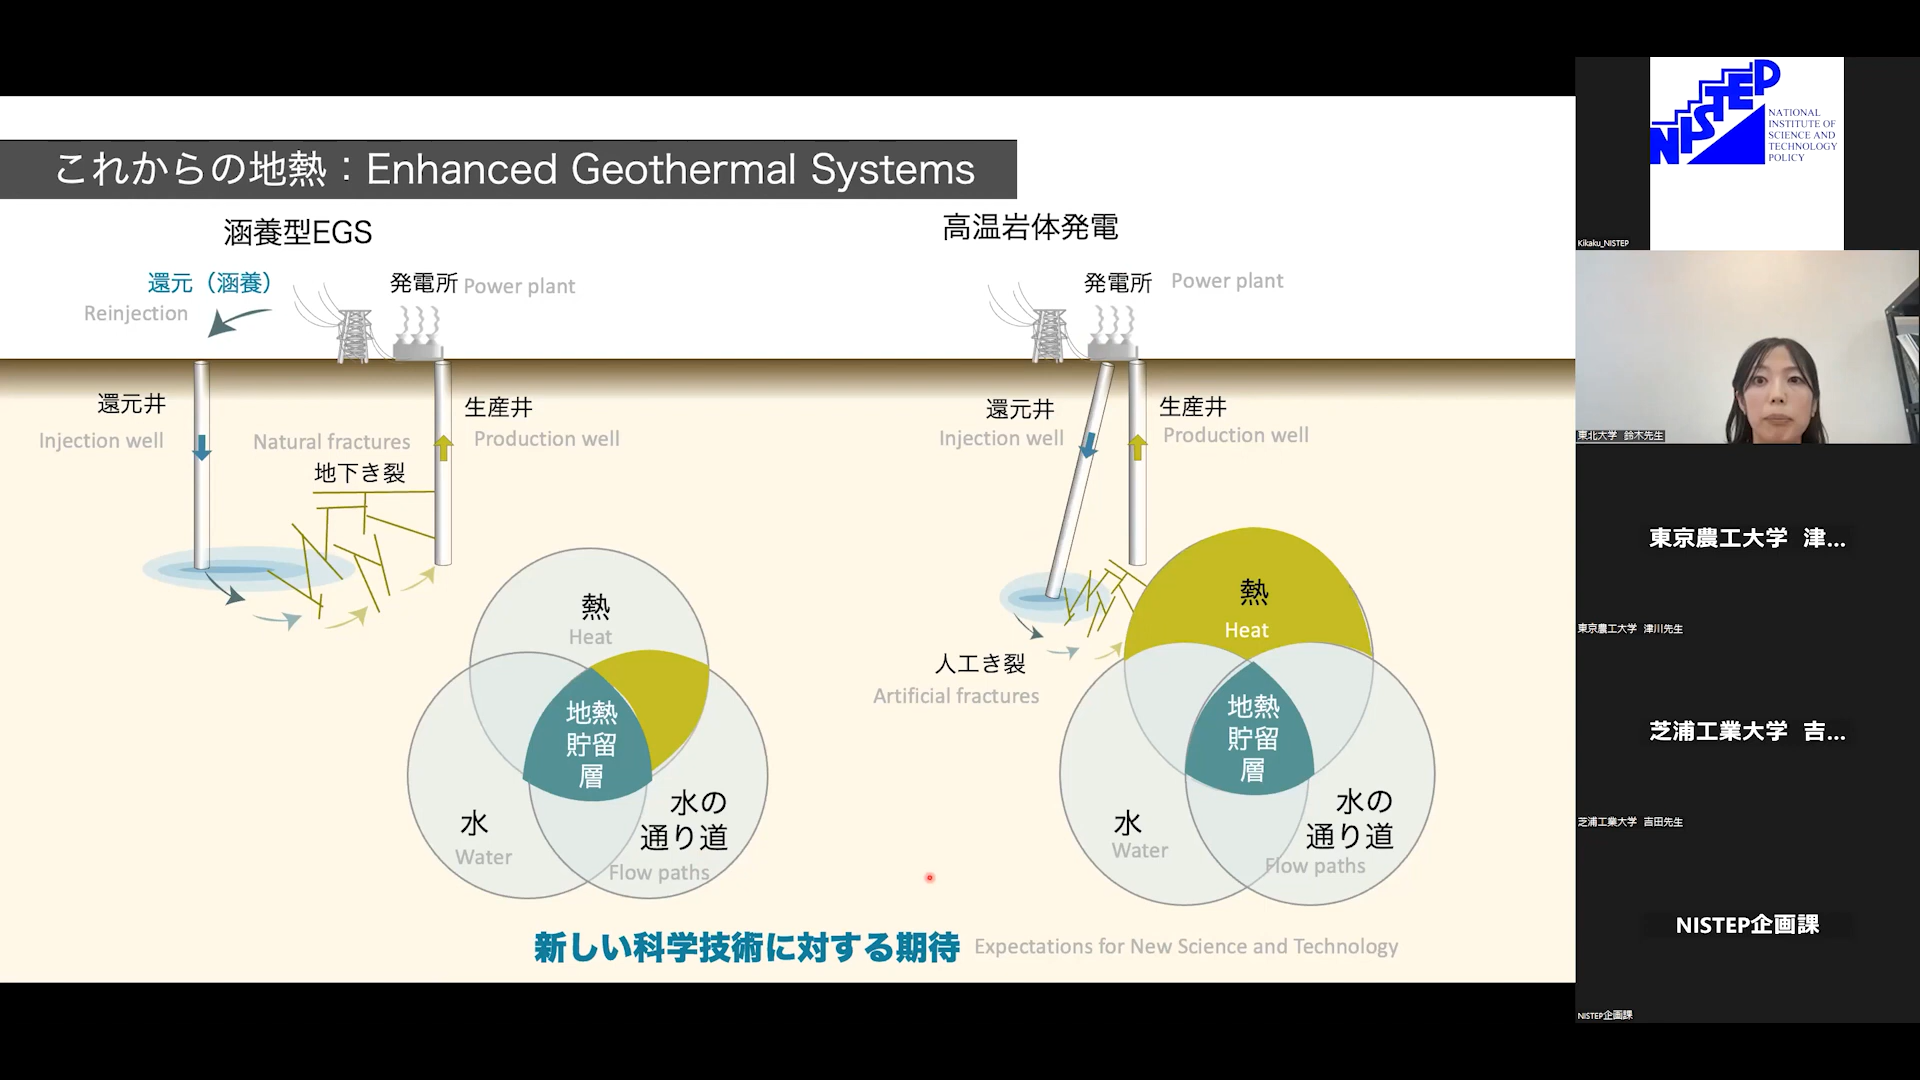 これからの地熱：Enhanced Geothermal Systems
涵養型EGS
還元（涵養）
Reinjection
発電所 Power plant
還元井
Injection well
Natural fractures
地下き裂
生産井
Production well
熱
Heat
地熱
貯留
層
水
Water
水の
通り道
Flow paths
高温岩体発電
発電所 Power plant
還元井
Injection well
生産井
Production well
人工き裂
Artificial fractures
熱
Heat
地熱
貯留
層
水
Water
水の
通り道
Flow paths
新しい科学技術に対する期待 Expectations for New Science and Technology
NISTEP
NATIONAL
INSTITUTE OF
SCIENCE AND
TECHNOLOGY
POLICY
Kikaku_NISTEP
東北大学 鈴木先生
東京農工大学 津...
東京農工大学 津川先生
芝浦工業大学 吉...
芝浦工業大学 吉田先生
NISTEP企画課
NISTEP企画課